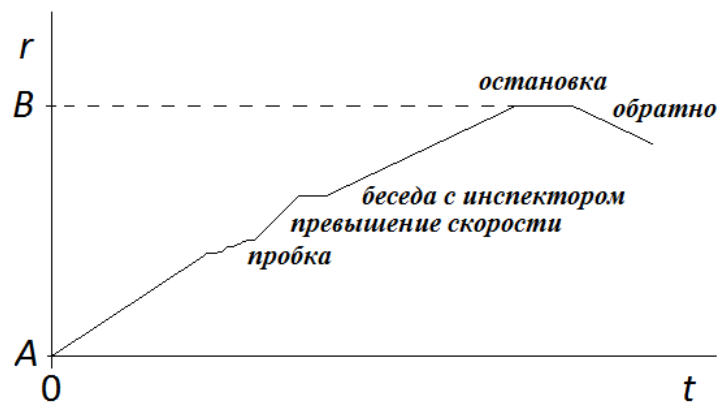 r
остановка
B
обратно
беседа с инспектором
превышение скорости
пробка
A
0
t